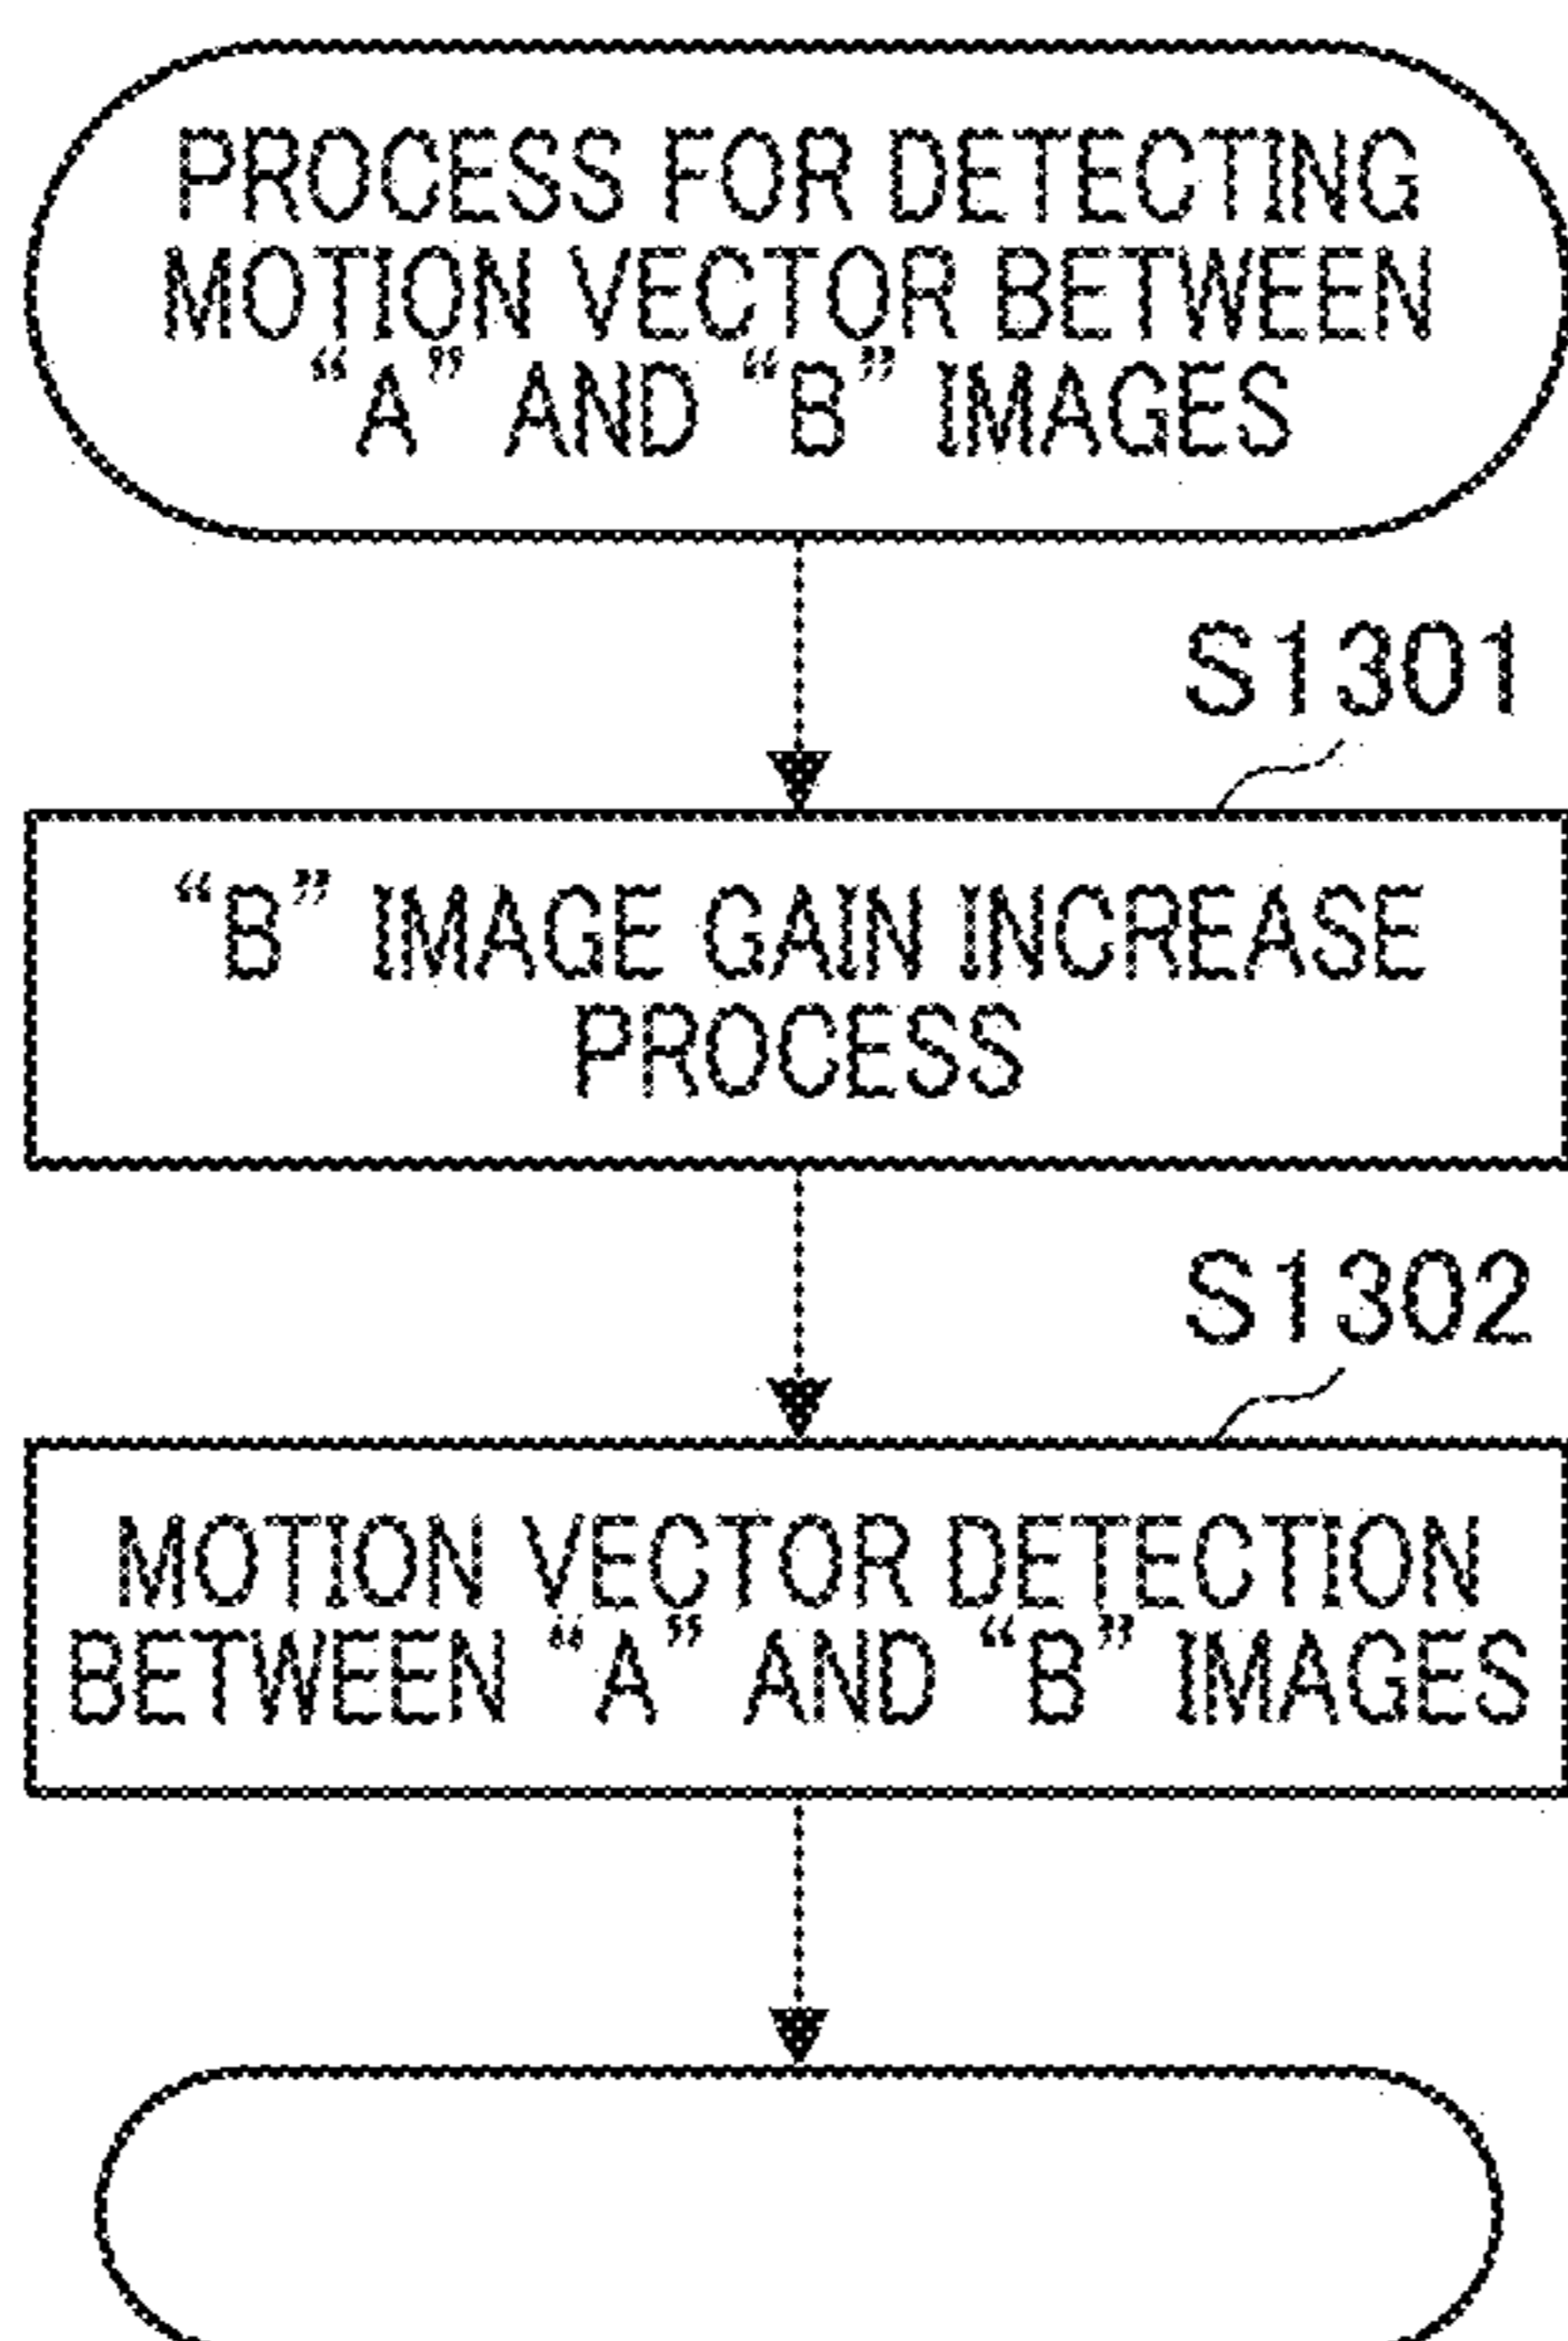 PROCESS FOR DETECTING
MOTION VECTOR BETWEEN
“A” AND “B” IMAGES
S1301
“B” IMAGE GAIN INCREASE
PROCESS
S1302
MOTION VECTOR DETECTION
BETWEEN “A” AND “B” IMAGES